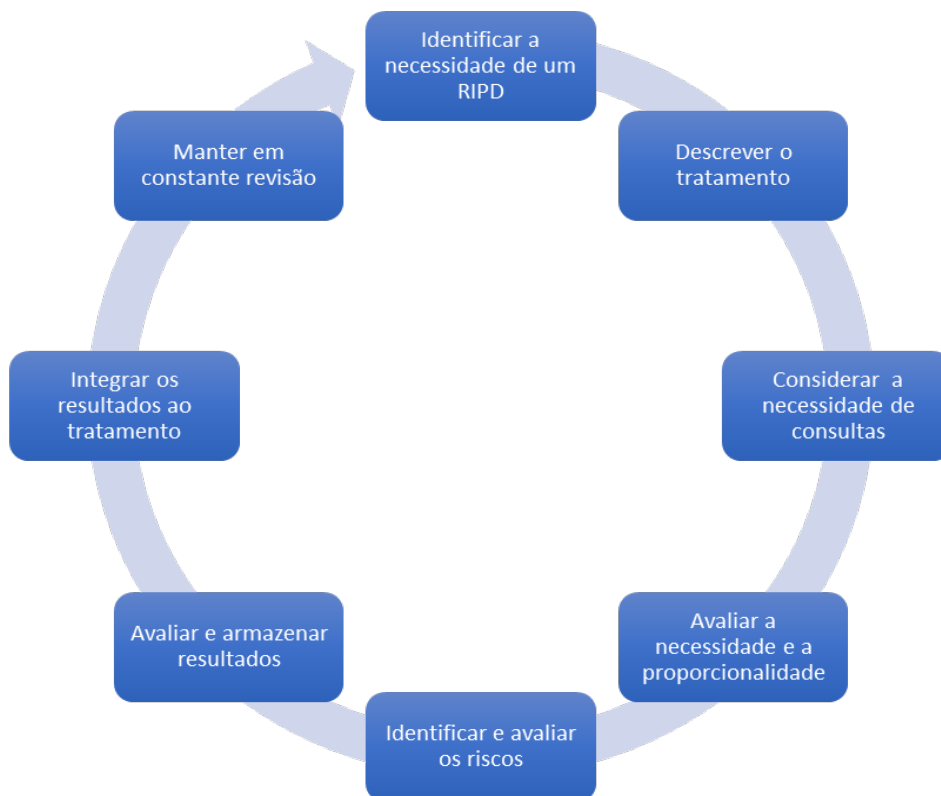 Identificar a
necessidade de um
RIPD
Descrever o
tratamento
Considerar a
necessidade de
consultas
Avaliar a
necessidade e a
proporcionalidade
Identificar e avaliar
os riscos
Avaliar e armazenar
resultados
Integrar os
resultados ao
tratamento
Manter em
constante revisão